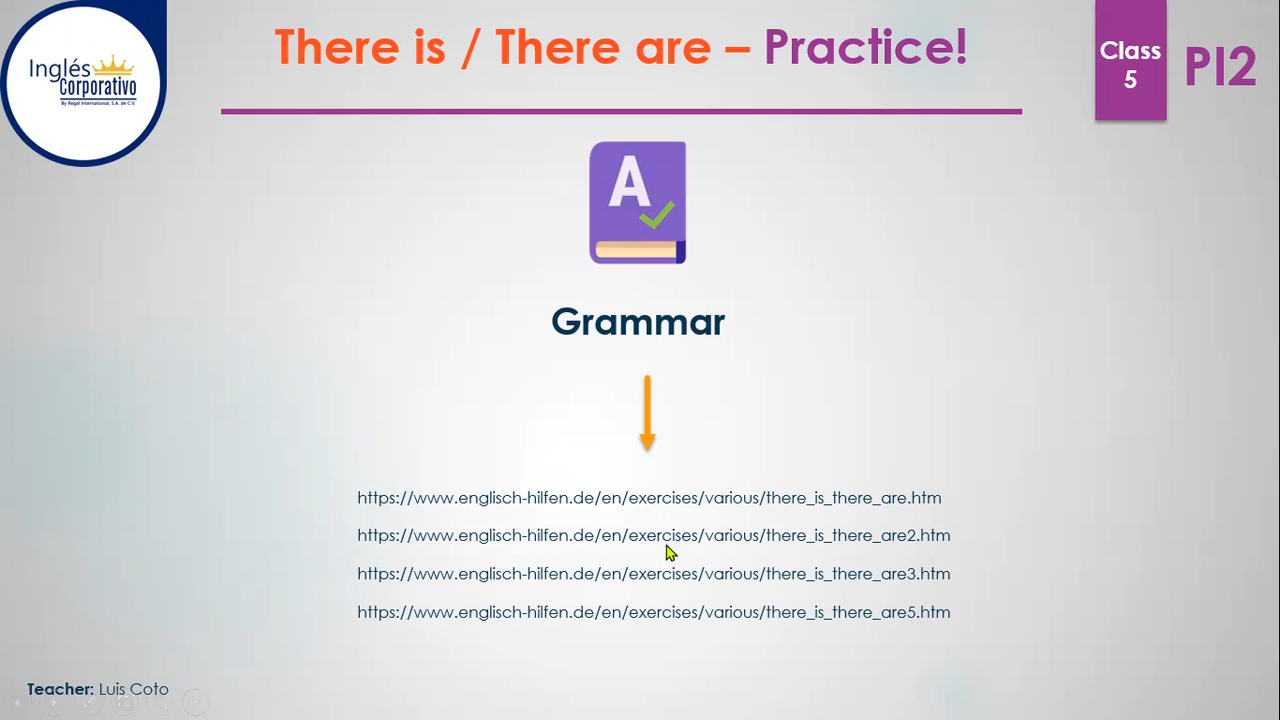 Inglés
Corporativo
By Regal International, S.A. de C.V.
There is / There are – Practice!
Class
5
PI2
A
Grammar
https://www.englisch-hilfen.de/en/exercises/various/there_is_there_are.htm
https://www.englisch-hilfen.de/en/exercises/various/there_is_there_are2.htm
https://www.englisch-hilfen.de/en/exercises/various/there_is_there_are3.htm
https://www.englisch-hilfen.de/en/exercises/various/there_is_there_are5.htm
Teacher: Luis Coto